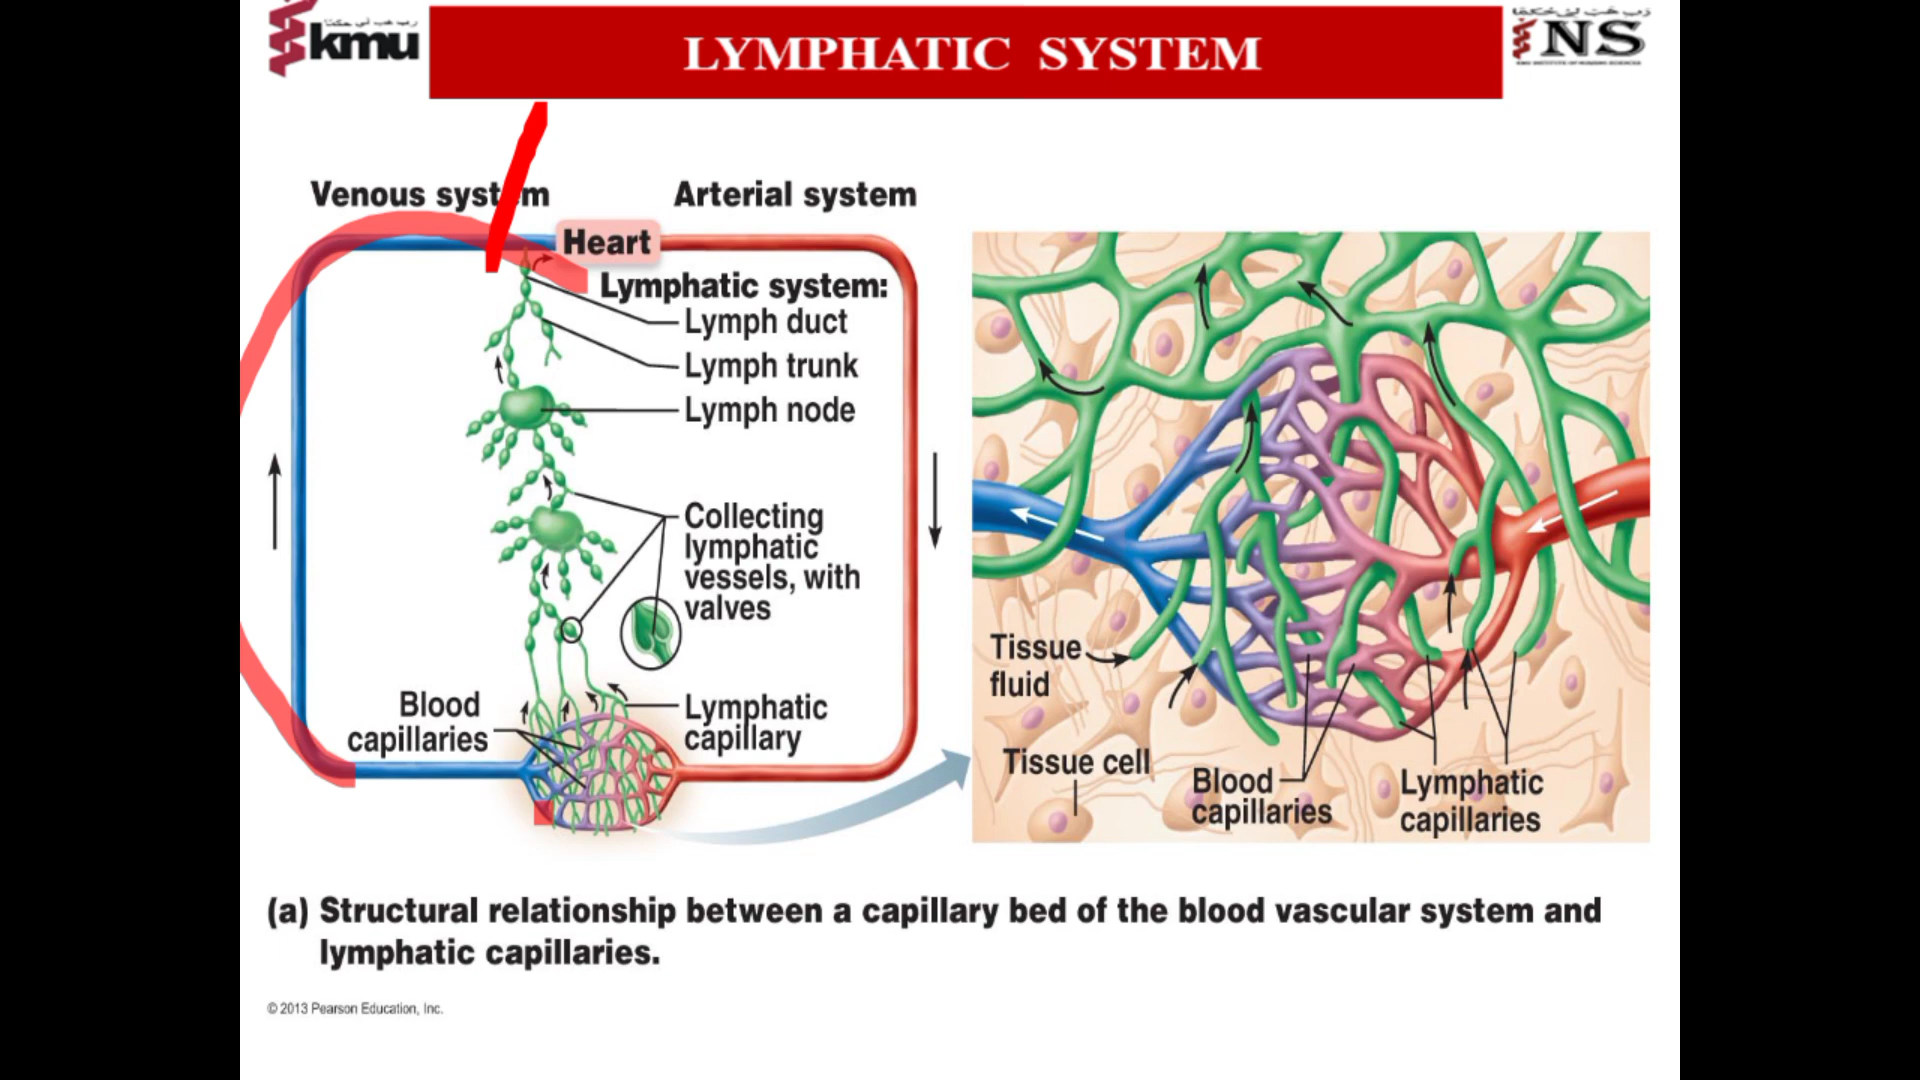 kmu
LYMPHATIC SYSTEM
INS
Venous system
Arterial system
Heart
Lymphatic system:
Lymph duct
Lymph trunk
Lymph node
Collecting
lymphatic
vessels, with
valves
Blood
capillaries
Lymphatic
capillary
Tissue
fluid
Tissue cell
Blood
capillaries
Lymphatic
capillaries
(a) Structural relationship between a capillary bed of the blood vascular system and
lymphatic capillaries.
© 2013 Pearson Education, Inc.